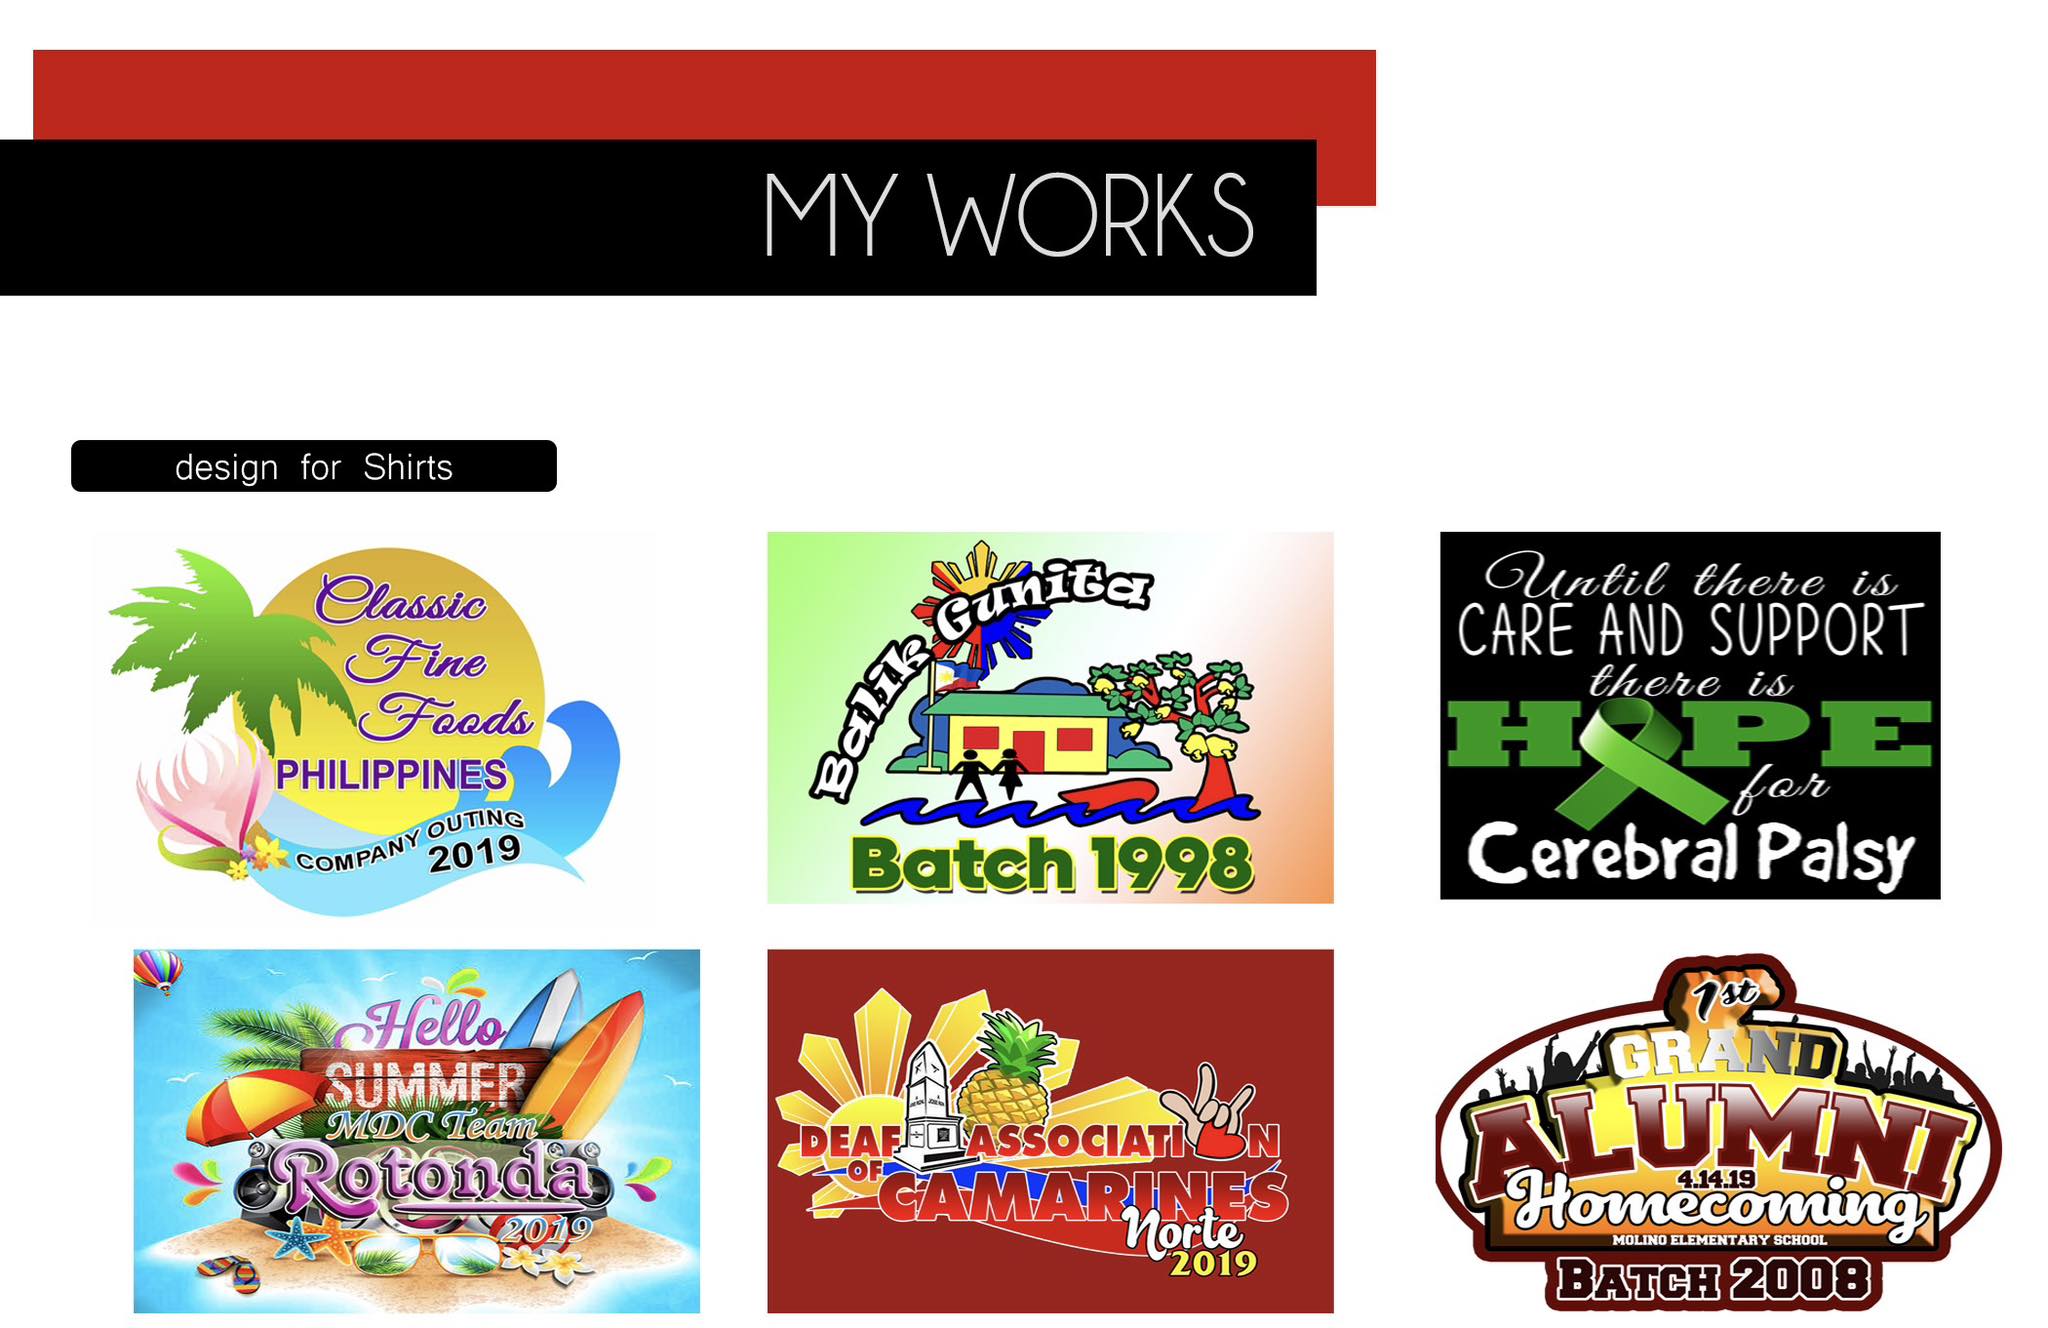 MY WORKS
design for Shirts
Classic
Fine
Foods
PHILIPPINES
COMPANY OUTING
2019
Balik Gunita
Batch 1998
Until there is
CARE AND SUPPORT
there is
HOPE
for
Cerebral Palsy
Hello
SUMMER
MDC Team
Rotonda
2019
DEAF ASSOCIATION
OF
CAMARINES
Norte
2019
1st
GRAND
ALUMNI
4.14.19
Homecoming
MOLINO ELEMENTARY SCHOOL
BATCH 2008